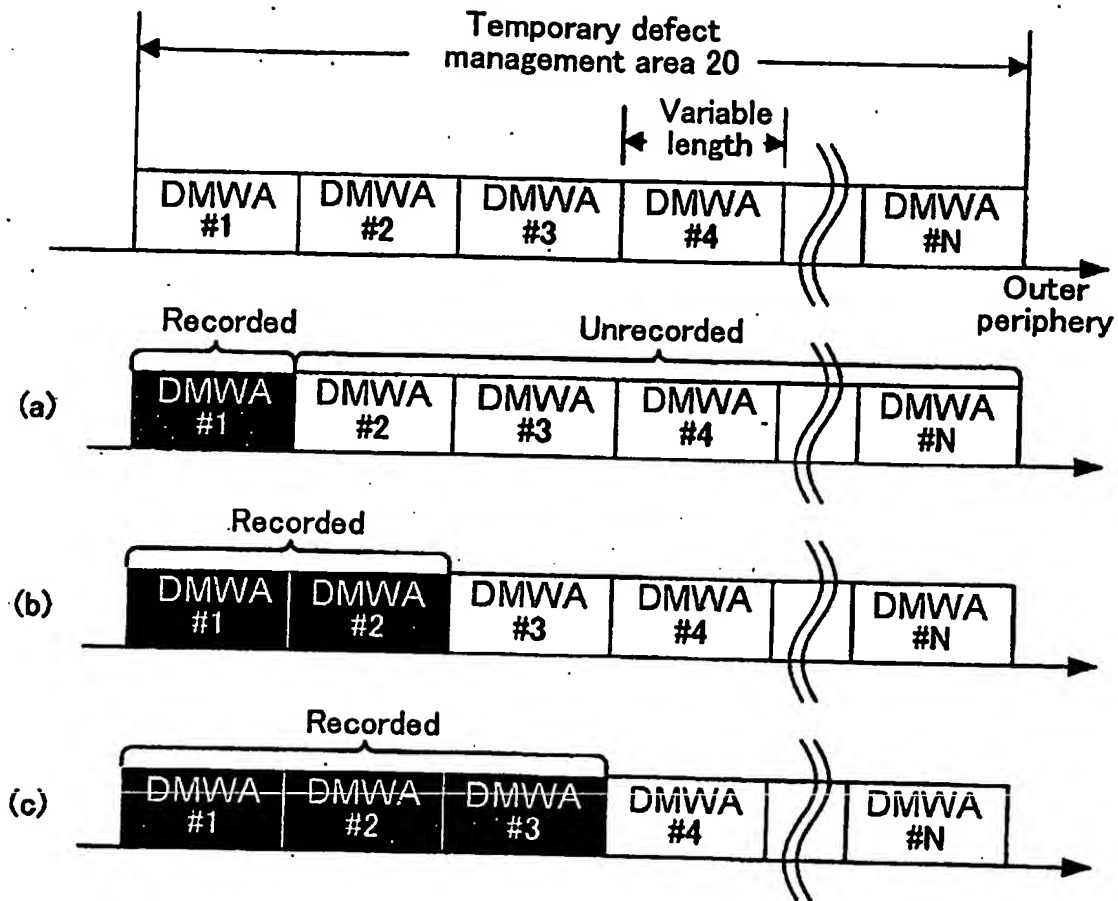 Temporary defect
management area 20
Variable
length
DMWA
#1
DMWA
#2
DMWA
#3
DMWA
#4
DMWA
#N
Outer
periphery
Recorded
Unrecorded
(a)
DMWA
#1
DMWA
#2
DMWA
#3
DMWA
#4
DMWA
#N
Recorded
(b)
DMWA
#1
DMWA
#2
DMWA
#3
DMWA
#4
DMWA
#N
Recorded
(c)
DMWA
#1
DMWA
#2
DMWA
#3
DMWA
#4
DMWA
#N